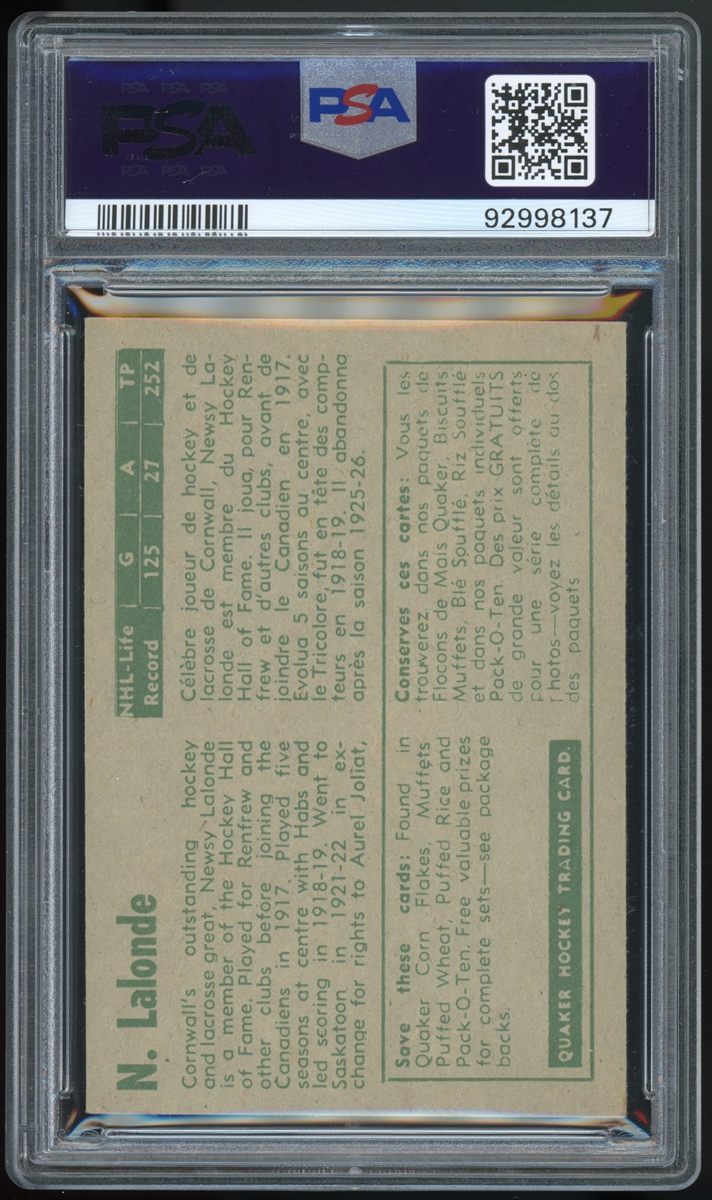 PSA PSA PSA
PSA
PSA PSA PSA
PSA
92998137
N. Lalonde
NHL-Life G A TP
Record 125 27 252
Cornwall's outstanding hockey
and lacrosse great, Newsy Lalonde
is a member of the Hockey Hall
of Fame. Played for Renfrew and
other clubs before joining the
Canadiens in 1917. Played five
seasons at centre with Habs and
led scoring in 1918-19. Went to
Saskatoon in 1921-22 in ex-
change for rights to Aurel Joliat,
Célèbre joueur de hockey et de
lacrosse de Cornwall, Newsy La-
londe est membre du Hockey
Hall of Fame. Il joua, pour Ren-
frew et d'autres clubs, avant de
joindre le Canadien en 1917.
Evolua 5 saisons au centre, avec
le Tricolore, fut en tête des comp-
teurs en 1918-19. Il abandonna
après la saison 1925-26.
Save these cards: Found in
Quaker Corn Flakes, Muffets
Puffed Wheat, Puffed Rice and
Pack-O-Ten. Free valuable prizes
for complete sets—see package
backs.
QUAKER HOCKEY TRADING CARD.
Conserves ces cartes: Vous les
trouverez dans nos paquets de
Flocons de Mais Quaker, Biscuits
Muffets, Blé Soufflé, Riz Soufflé
et dans nos paquets individuels
Pack-O-Ten. Des prix GRATUITS
de grande valeur sont offerts
pour une série complète de
photos—voyez les détails au dos
des paquets